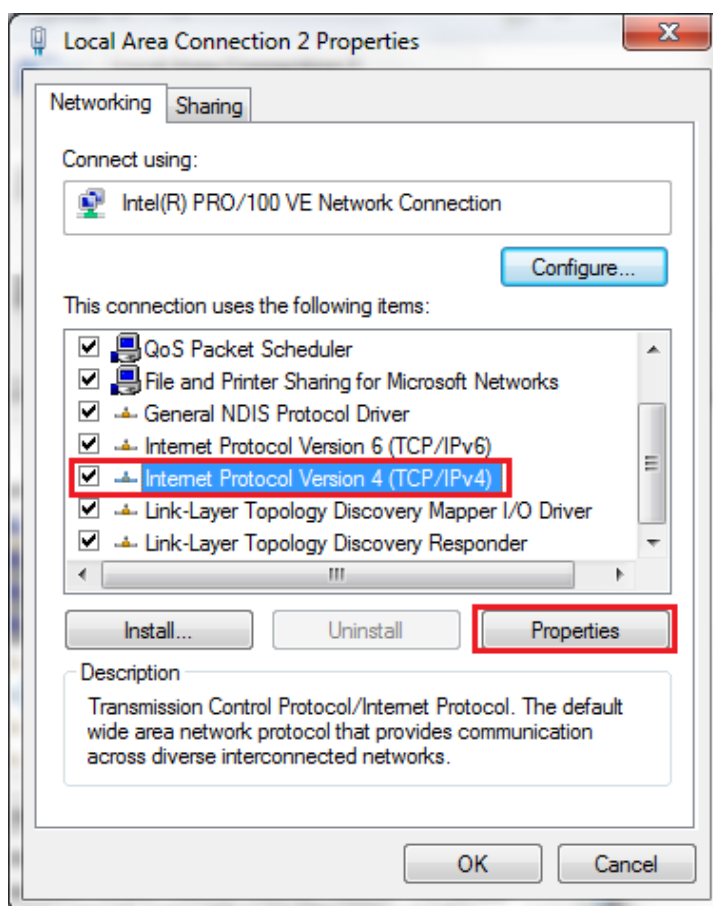 Local Area Connection 2 Properties
Networking
Sharing
Connect using:
Intel(R) PRO/100 VE Network Connection
Configure...
This connection uses the following items:
QoS Packet Scheduler
File and Printer Sharing for Microsoft Networks
General NDIS Protocol Driver
Internet Protocol Version 6 (TCP/IPv6)
Internet Protocol Version 4 (TCP/IPv4)
Link-Layer Topology Discovery Mapper I/O Driver
Link-Layer Topology Discovery Responder
Install...
Uninstall
Properties
Description
Transmission Control Protocol/Internet Protocol. The default
wide area network protocol that provides communication
across diverse interconnected networks.
OK
Cancel